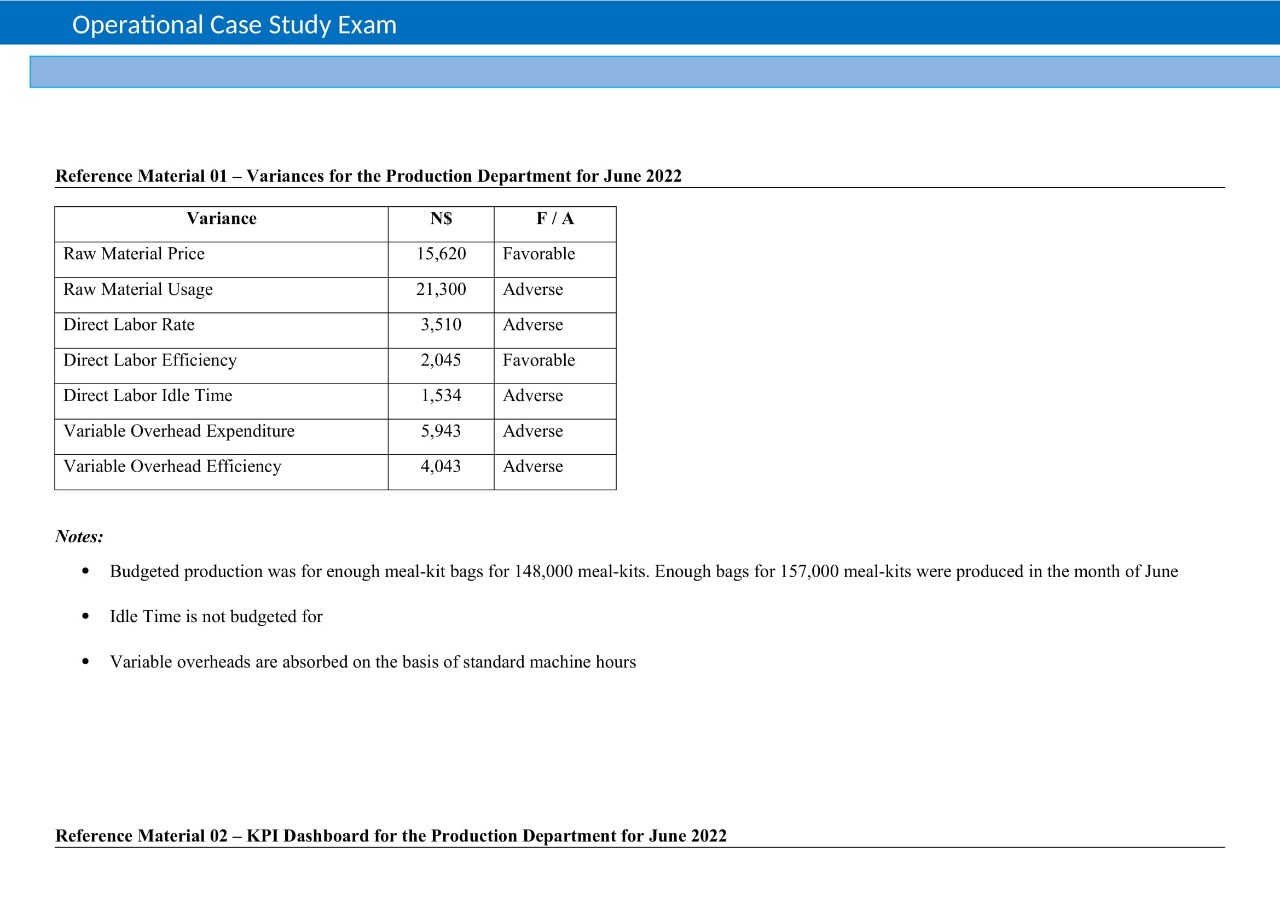 Operational Case Study Exam
Reference Material 01 – Variances for the Production Department for June 2022
Variance N$ F / A
Raw Material Price 15,620 Favorable
Raw Material Usage 21,300 Adverse
Direct Labor Rate 3,510 Adverse
Direct Labor Efficiency 2,045 Favorable
Direct Labor Idle Time 1,534 Adverse
Variable Overhead Expenditure 5,943 Adverse
Variable Overhead Efficiency 4,043 Adverse
Notes:
• Budgeted production was for enough meal-kit bags for 148,000 meal-kits. Enough bags for 157,000 meal-kits were produced in the month of June
• Idle Time is not budgeted for
• Variable overheads are absorbed on the basis of standard machine hours
Reference Material 02 – KPI Dashboard for the Production Department for June 2022